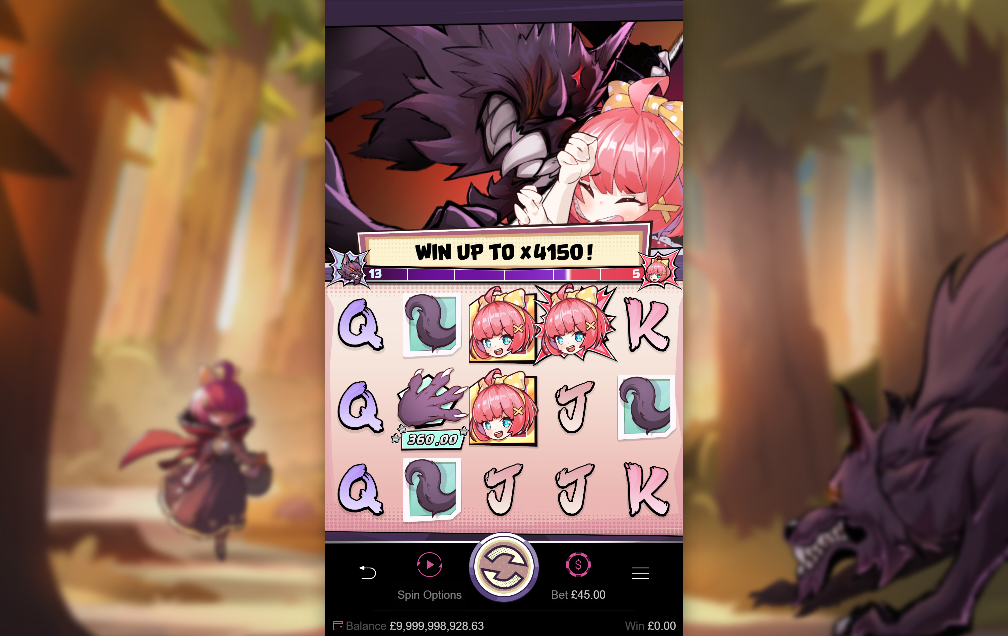 WIN UP TO x4150!
13 5
Q K
Q J
360.00
Q J J K
Spin Options Bet £45.00
Balance £9,999,998,928.63 Win £0.00